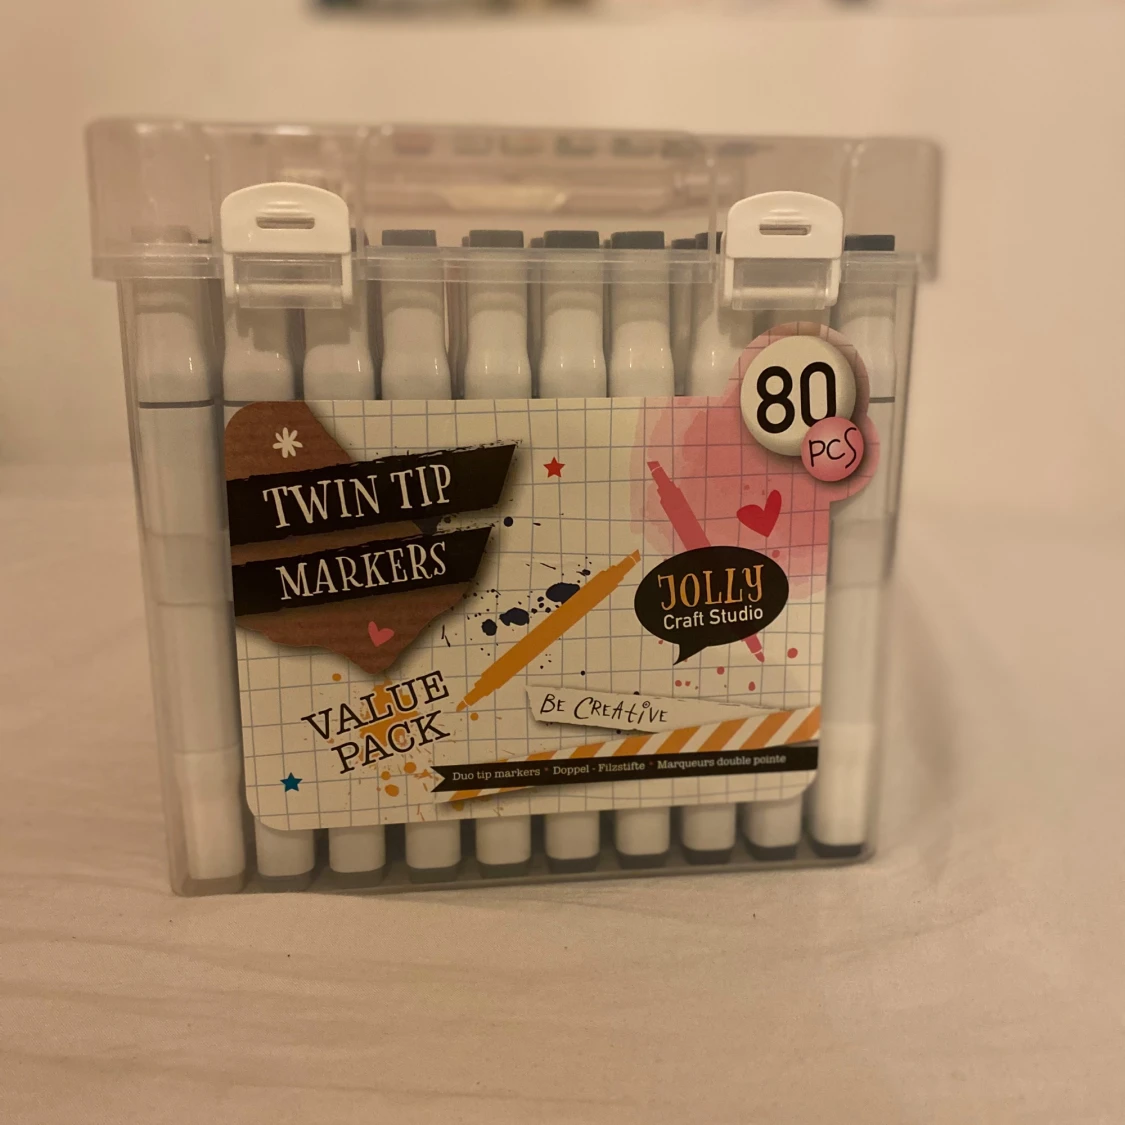 80
PCS
TWIN TIP
MARKERS
JOLLY
Craft Studio
VALUE
PACK
BE CREATiVE
Duo tip markers * Doppel - Filzstifte * Marqueurs double pointe